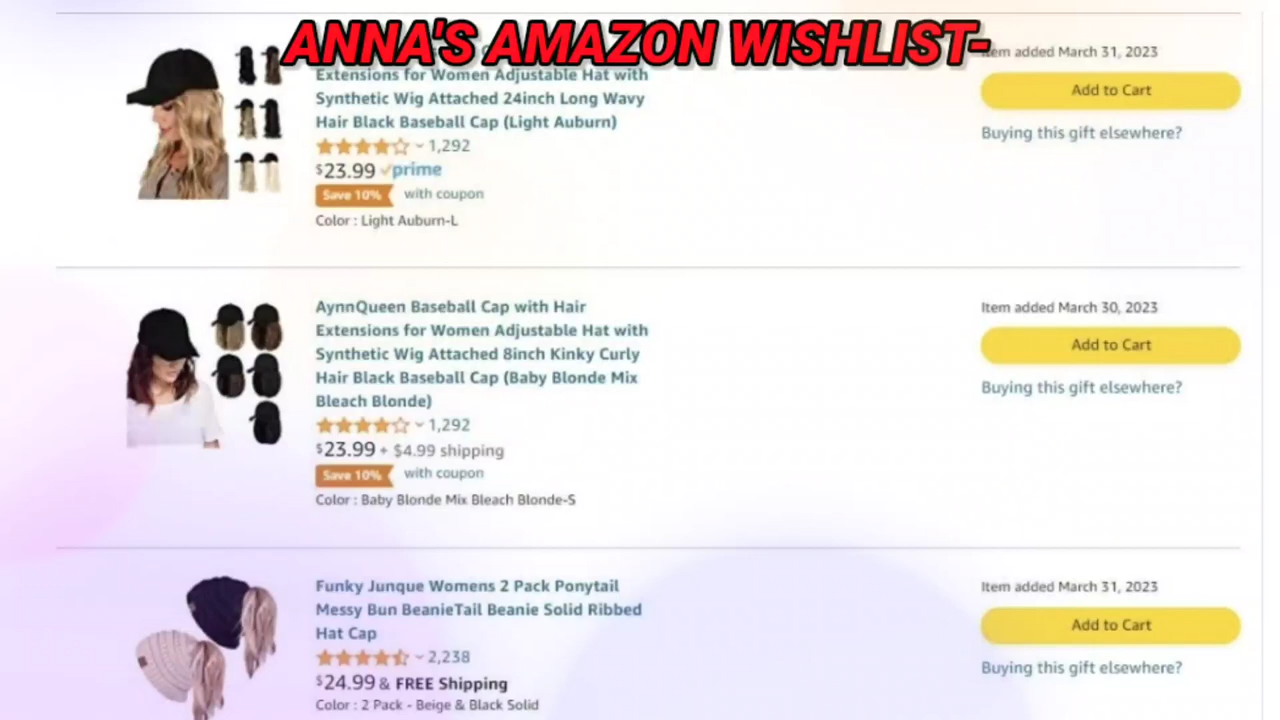 ANNA'S AMAZON WISHLIST-
Item added March 31, 2023
Extensions for Women Adjustable Hat with
Synthetic Wig Attached 24inch Long Wavy
Hair Black Baseball Cap (Light Auburn)
1,292
$23.99 prime
Save 10% with coupon
Color : Light Auburn-L
Add to Cart
Buying this gift elsewhere?
AynnQueen Baseball Cap with Hair
Extensions for Women Adjustable Hat with
Synthetic Wig Attached 8inch Kinky Curly
Hair Black Baseball Cap (Baby Blonde Mix
Bleach Blonde)
1,292
$23.99 + $4.99 shipping
Save 10% with coupon
Color : Baby Blonde Mix Bleach Blonde-S
Item added March 30, 2023
Add to Cart
Buying this gift elsewhere?
Funky Junque Womens 2 Pack Ponytail
Messy Bun BeanieTail Beanie Solid Ribbed
Hat Cap
2,238
$24.99 & FREE Shipping
Color : 2 Pack - Beige & Black Solid
Item added March 31, 2023
Add to Cart
Buying this gift elsewhere?